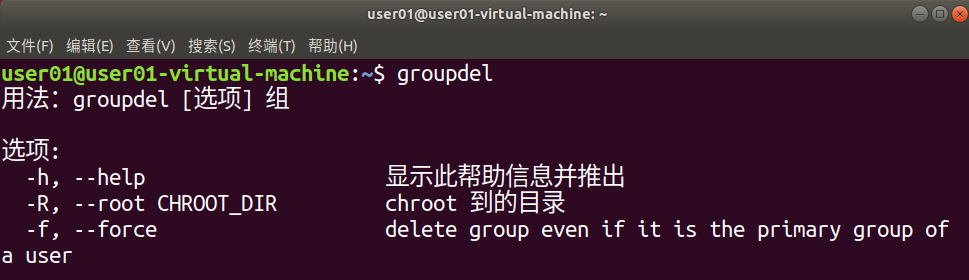 user01@user01-virtual-machine: ~
文件(F) 编辑(E) 查看(V) 搜索(S) 终端(T) 帮助(H)
user01@user01-virtual-machine:~$ groupdel
用法：groupdel [选项] 组
选项:
-h, --help 显示此帮助信息并推出
-R, --root CHROOT_DIR chroot 到的目录
-f, --force delete group even if it is the primary group of
a user